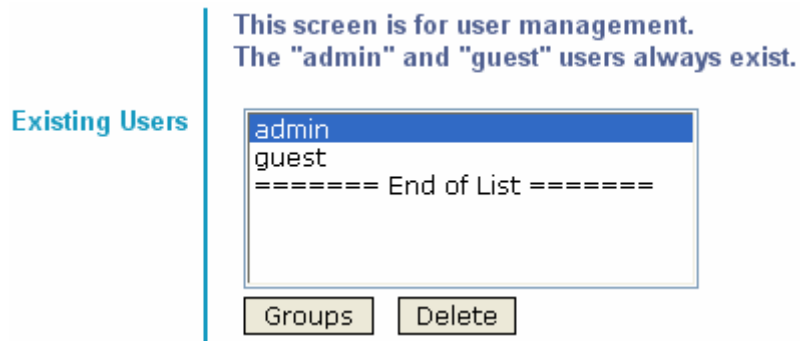 This screen is for user management.
The "admin" and "guest" users always exist.
Existing Users
admin
guest
======= End of List =======
Groups
Delete